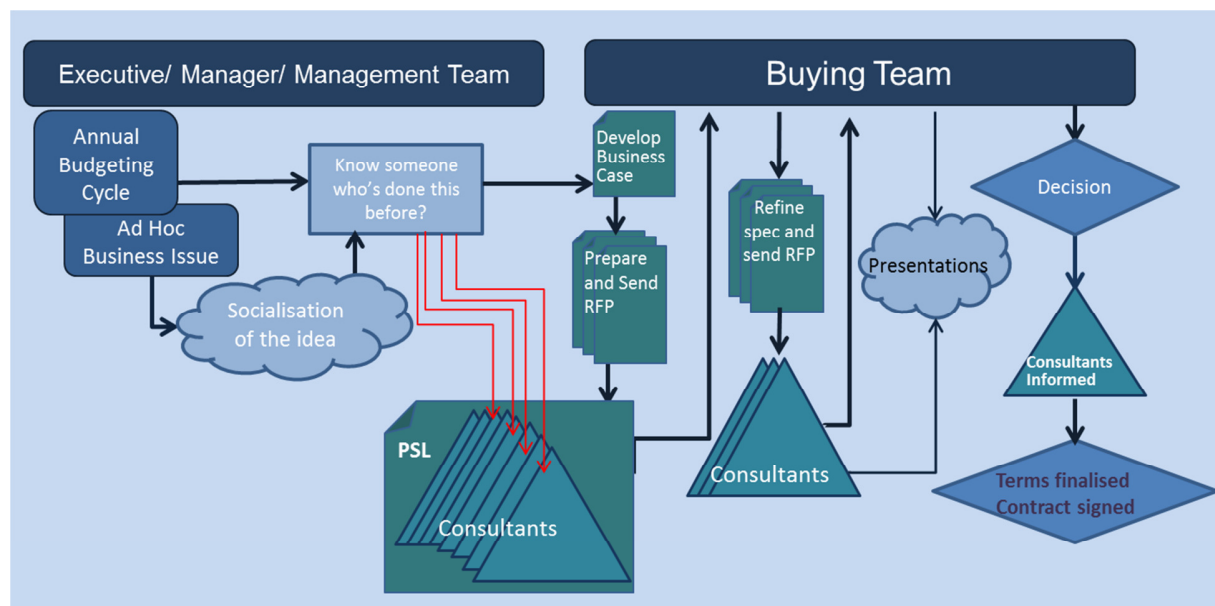 Executive/ Manager/ Management Team
Buying Team
Annual
Budgeting
Cycle
Ad Hoc
Business Issue
Socialisation
of the idea
Know someone
who's done this
before?
Develop
Business
Case
Prepare
and Send
RFP
PSL
Consultants
Refine
spec and
send RFP
Consultants
Presentations
Decision
Consultants
Informed
Terms finalised
Contract signed